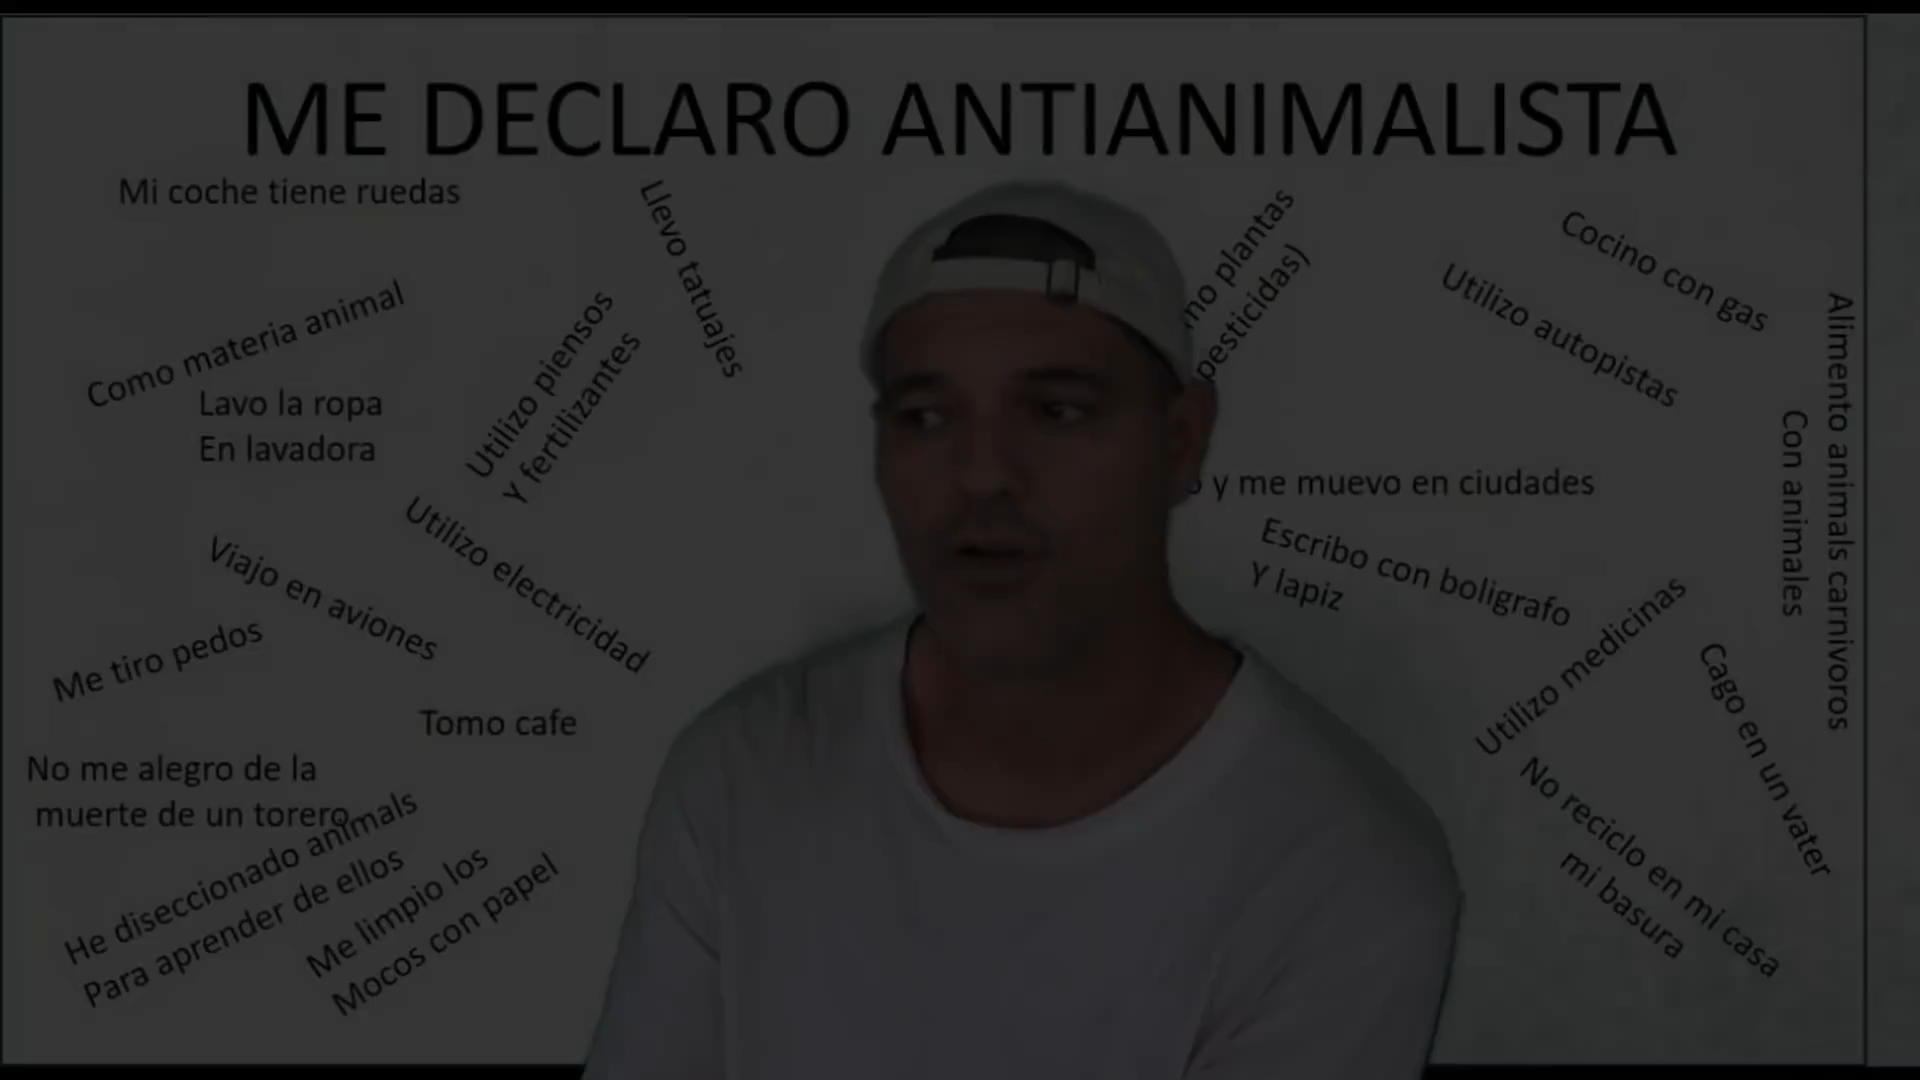 ME DECLARO ANTIANIMALISTA
Mi coche tiene ruedas
Llevo tatuajes
mo plantas
pesticidas)
Cocino con gas
Utilizo autopistas
Alimento animals carnivoros
Con animales
Como materia animal
Lavo la ropa
En lavadora
Utilizo piensos
Y fertilizantes
y me muevo en ciudades
Escribo con boligrafo
Y lapiz
Viajo en aviones
Utilizo electricidad
Utilizo medicinas
Me tiro pedos
Tomo cafe
Cago en un vater
No me alegro de la
muerte de un torero
No reciclo en mi casa
mi basura
He diseccionado animals
Para aprender de ellos
Me limpio los
Mocos con papel